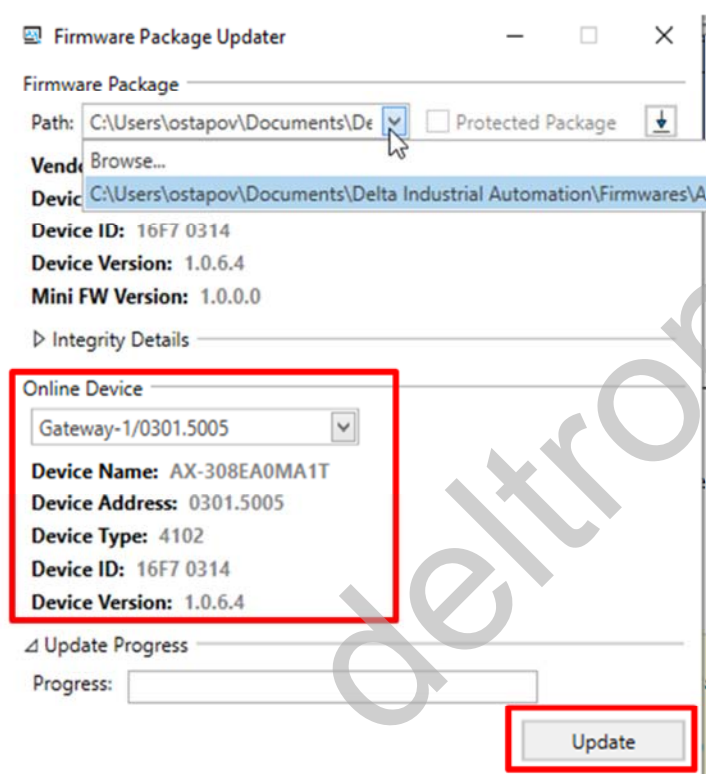 Firmware Package Updater
Firmware Package
Path: C:\Users\ostapov\Documents\De Protected Package
Browse...
C:\Users\ostapov\Documents\Delta Industrial Automation\Firmwares\A
Device ID: 16F7 0314
Device Version: 1.0.6.4
Mini FW Version: 1.0.0.0
Integrity Details
Online Device
Gateway-1/0301.5005
Device Name: AX-308EA0MA1T
Device Address: 0301.5005
Device Type: 4102
Device ID: 16F7 0314
Device Version: 1.0.6.4
Update Progress
Progress:
Update
deltron